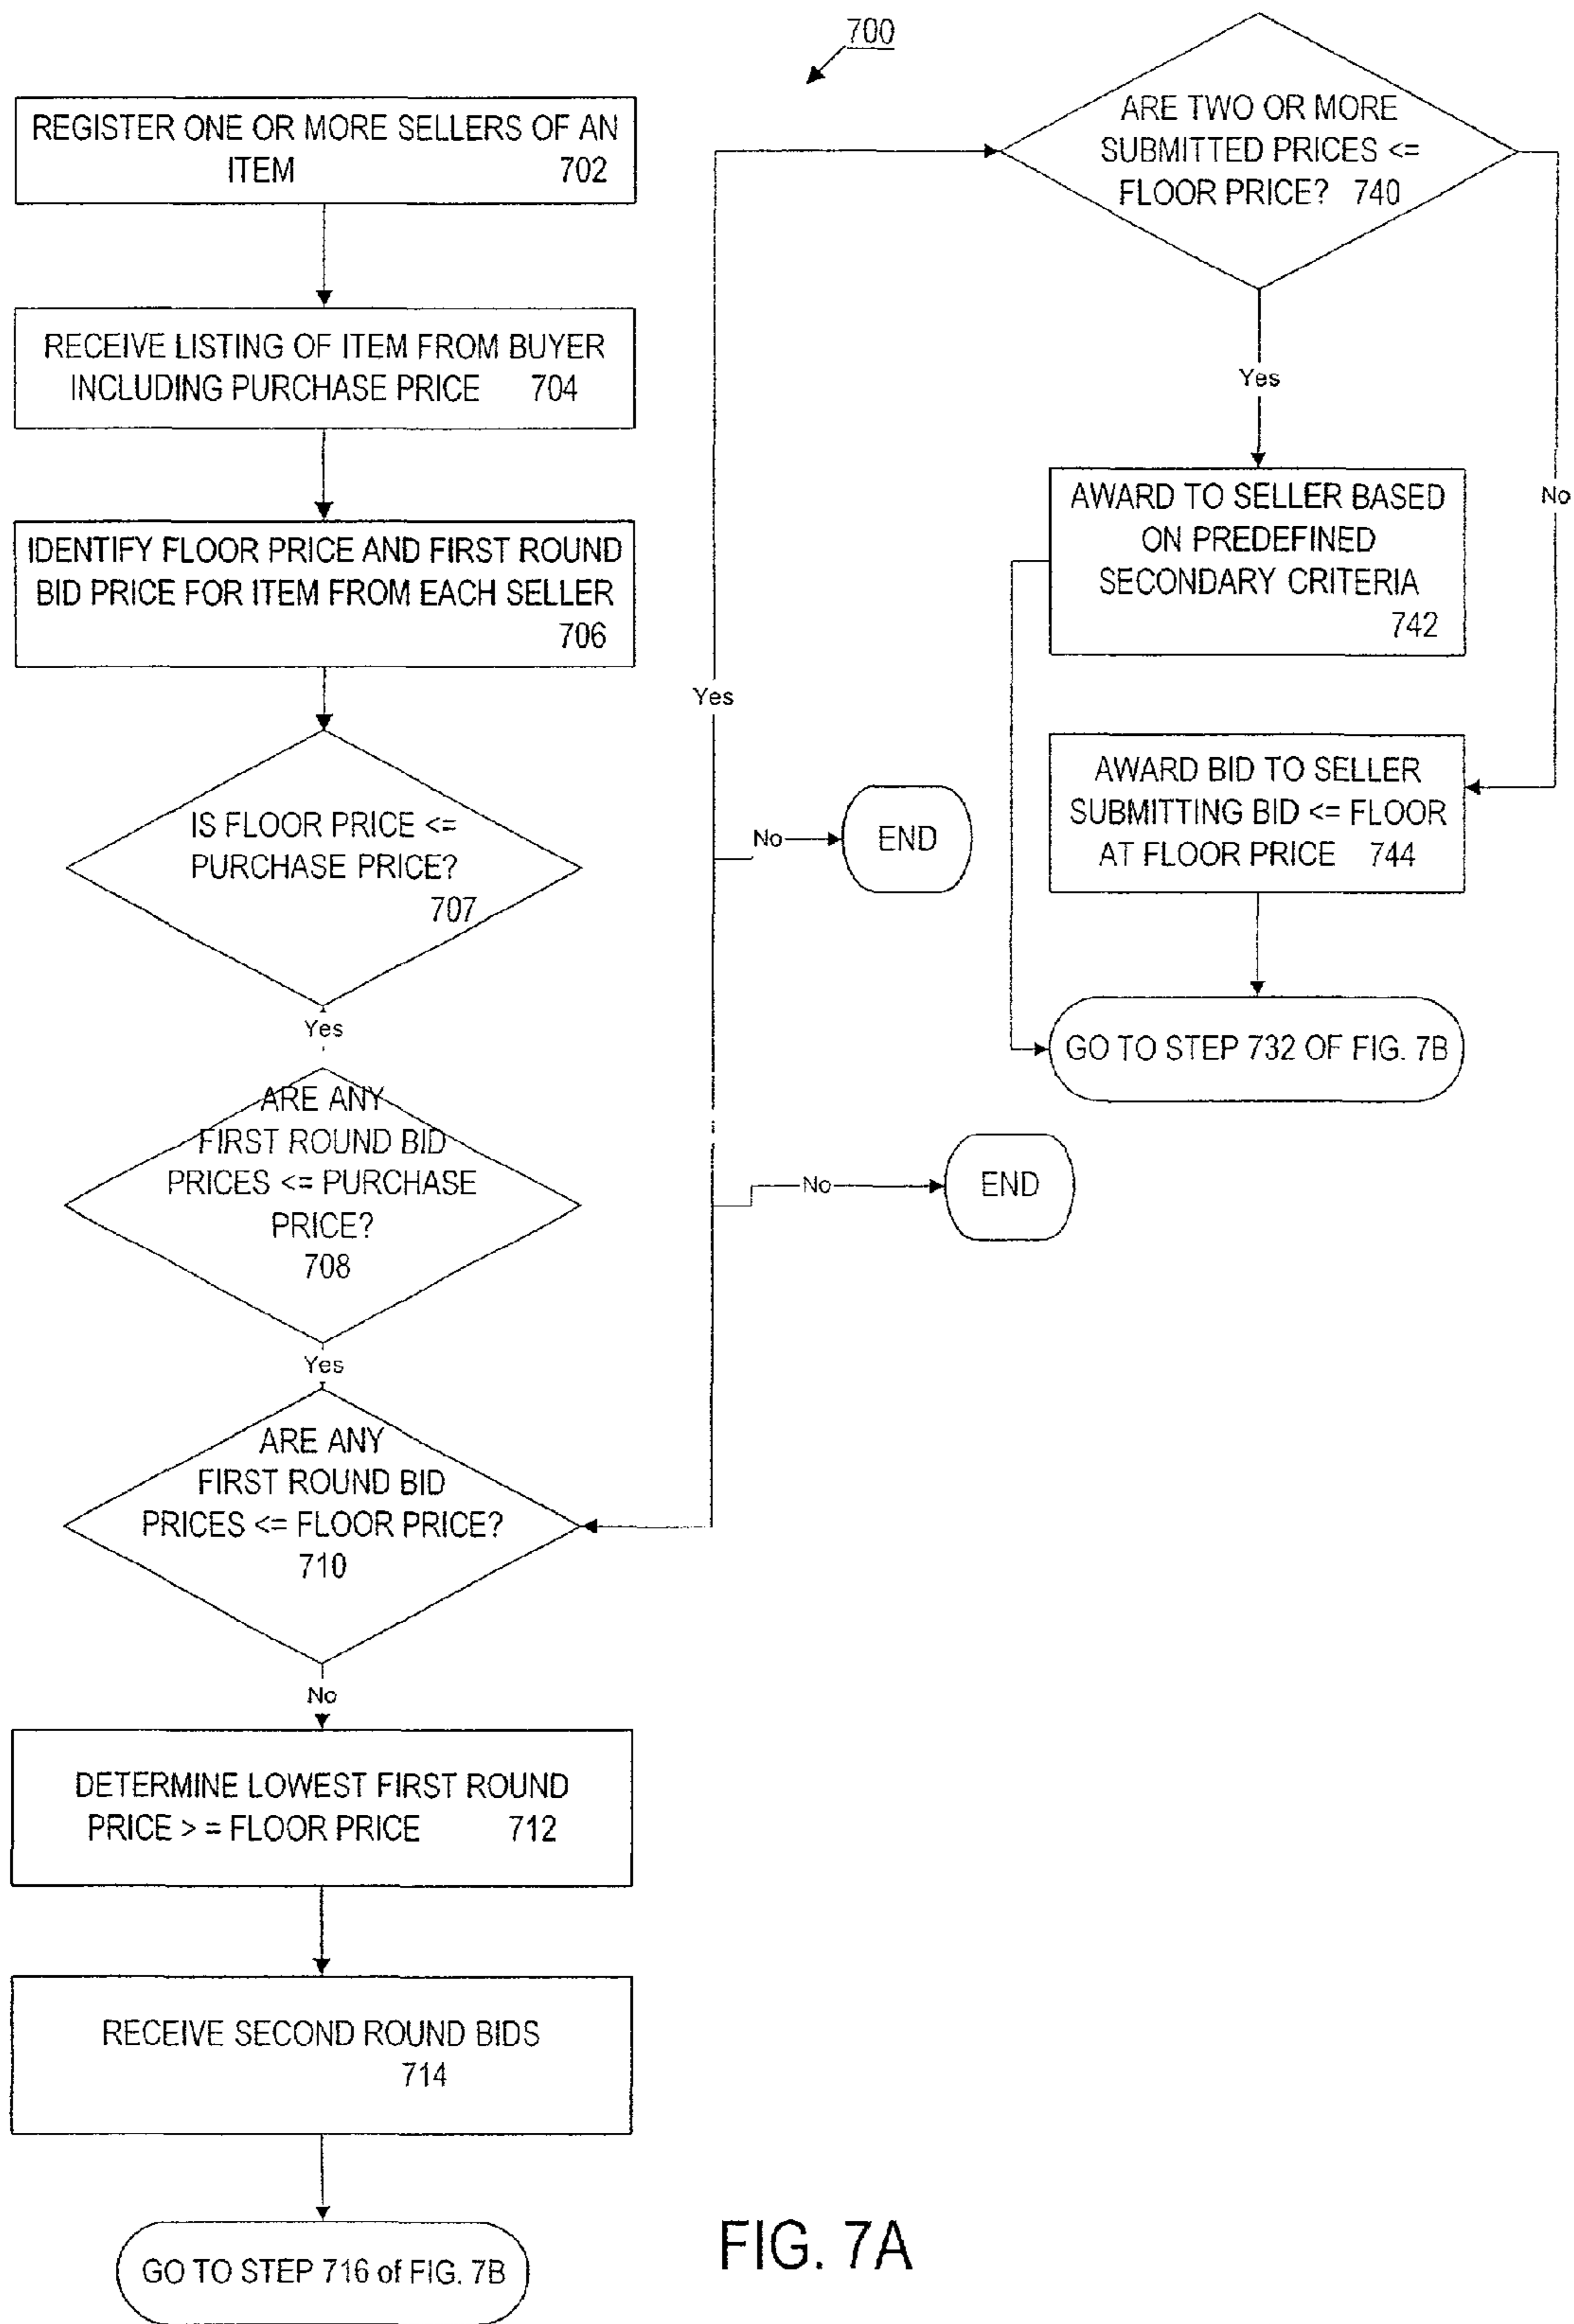 700
REGISTER ONE OR MORE SELLERS OF AN
ITEM 702
RECEIVE LISTING OF ITEM FROM BUYER
INCLUDING PURCHASE PRICE 704
IDENTIFY FLOOR PRICE AND FIRST ROUND
BID PRICE FOR ITEM FROM EACH SELLER
706
IS FLOOR PRICE <=
PURCHASE PRICE?
707
Yes
No
END
ARE ANY
FIRST ROUND BID
PRICES <= PURCHASE
PRICE?
708
Yes
No
END
ARE ANY
FIRST ROUND BID
PRICES <= FLOOR PRICE?
710
Yes
No
DETERMINE LOWEST FIRST ROUND
PRICE > = FLOOR PRICE 712
RECEIVE SECOND ROUND BIDS
714
GO TO STEP 716 of FIG. 7B
ARE TWO OR MORE
SUBMITTED PRICES <=
FLOOR PRICE? 740
Yes
No
AWARD TO SELLER BASED
ON PREDEFINED
SECONDARY CRITERIA
742
AWARD BID TO SELLER
SUBMITTING BID <= FLOOR
AT FLOOR PRICE 744
GO TO STEP 732 OF FIG. 7B
FIG. 7A